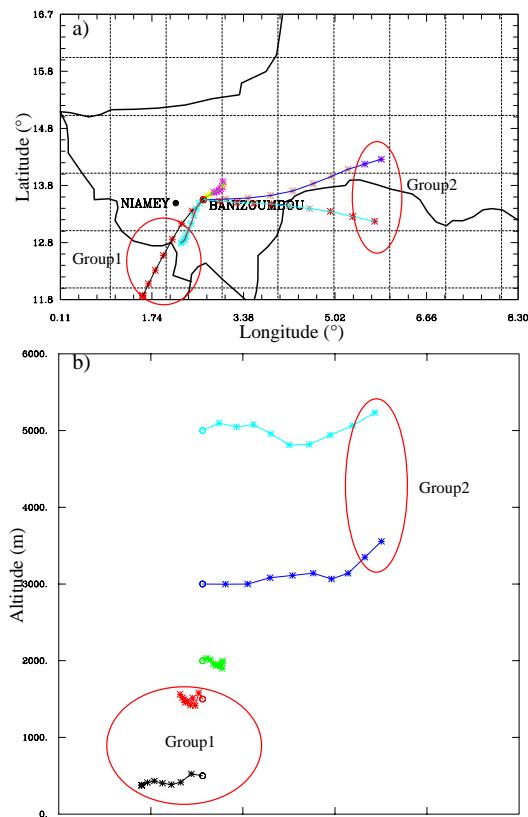 a)
16.7
15.8
14.8
13.8
12.8
11.8
Latitude (°)
NIAMEY
BANIZOUMBOU
Group1
Group2
0.11 1.74 3.38 5.02 6.66 8.30
Longitude (°)
b)
6000.
5000.
4000.
3000.
2000.
1000.
0.
Altitude (m)
Group2
Group1